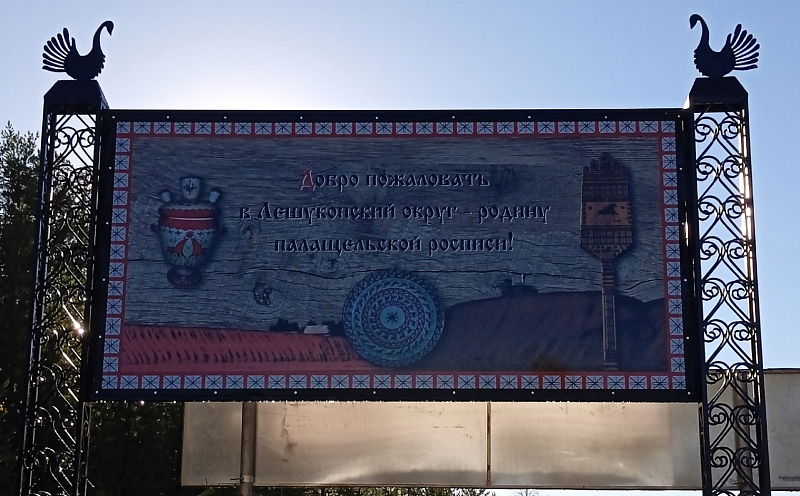 Добро пожаловать
в Лешуконский округ - родину
палащельской росписи!